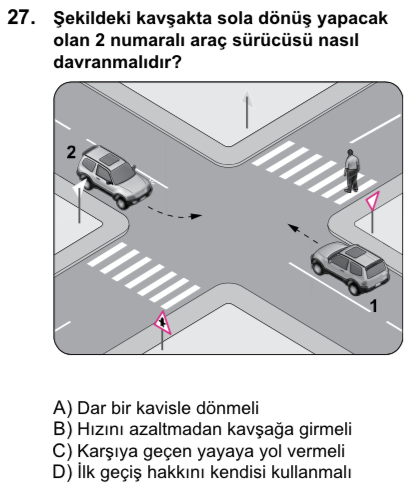 27. Şekildeki kavşakta sola dönüş yapacak
olan 2 numaralı araç sürücüsü nasıl
davranmalıdır?
2
1
A) Dar bir kavisle dönmeli
B) Hızını azaltmadan kavşağa girmeli
C) Karşıya geçen yayaya yol vermeli
D) İlk geçiş hakkını kendisi kullanmalı